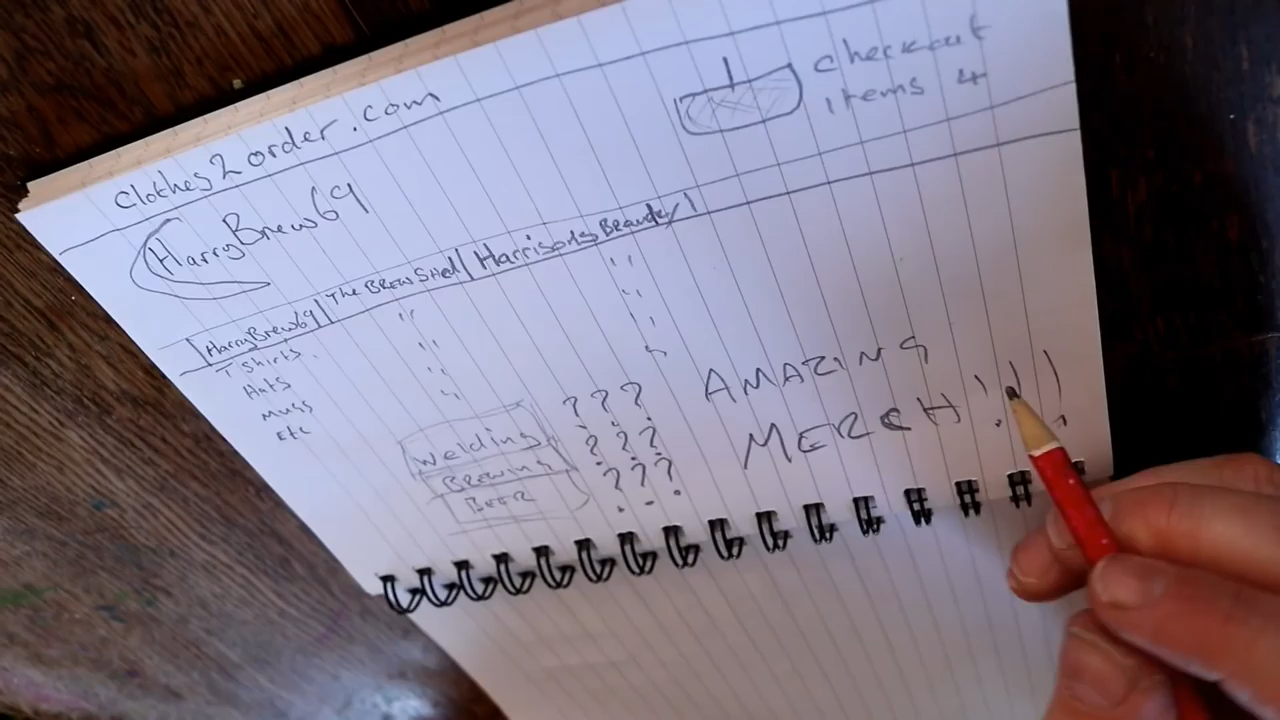 Clothes2order.com
checkout
items 4
HarryBrew69
HarryBrew69 | The BREW SHed | Harrisons Brauder
T Shirts " "
Hats " "
Mugs " "
Etc " "
Welding ???
BREWING ???
BEER ???
AMAZING
MERCH!!!